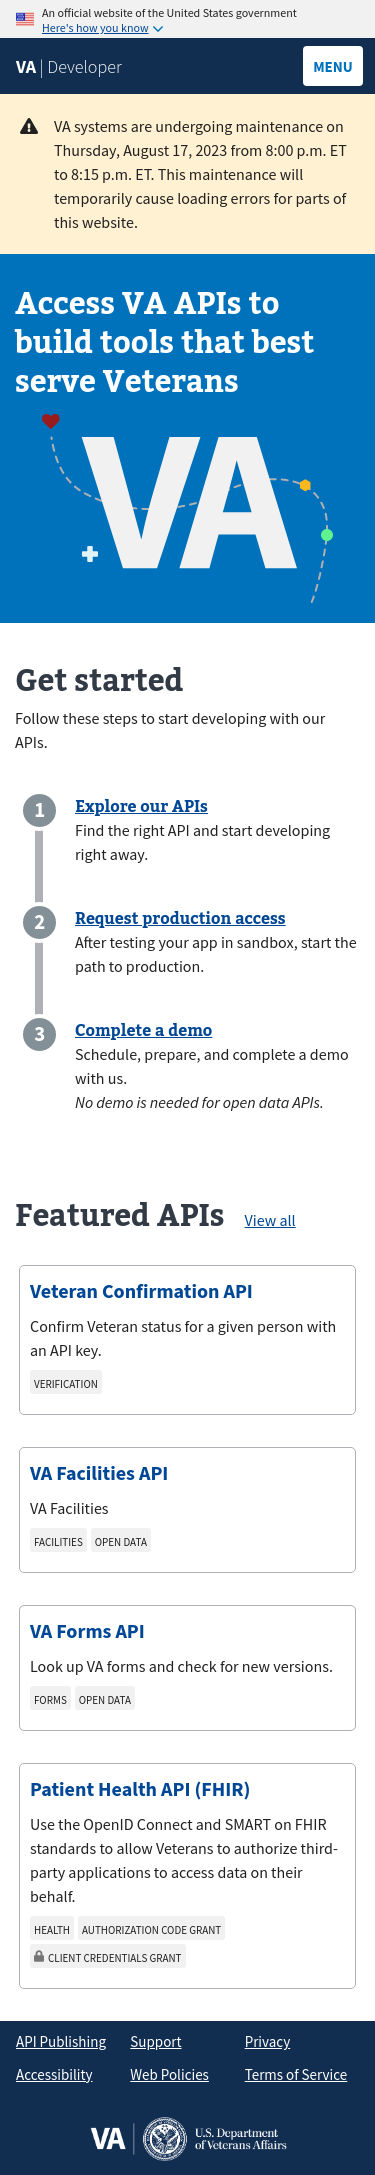 An official website of the United States government
Here's how you know
VA | Developer
MENU
VA systems are undergoing maintenance on
Thursday, August 17, 2023 from 8:00 p.m. ET
to 8:15 p.m. ET. This maintenance will
temporarily cause loading errors for parts of
this website.
Access VA APIs to
build tools that best
serve Veterans
VA
Get started
Follow these steps to start developing with our
APIs.
1
Explore our APIs
Find the right API and start developing
right away.
2
Request production access
After testing your app in sandbox, start the
path to production.
3
Complete a demo
Schedule, prepare, and complete a demo
with us.
No demo is needed for open data APIs.
Featured APIs View all
Veteran Confirmation API
Confirm Veteran status for a given person with
an API key.
VERIFICATION
VA Facilities API
VA Facilities
FACILITIES OPEN DATA
VA Forms API
Look up VA forms and check for new versions.
FORMS OPEN DATA
Patient Health API (FHIR)
Use the OpenID Connect and SMART on FHIR
standards to allow Veterans to authorize third-
party applications to access data on their
behalf.
HEALTH AUTHORIZATION CODE GRANT
CLIENT CREDENTIALS GRANT
API Publishing Support Privacy
Accessibility Web Policies Terms of Service
VA
U.S. Department
of Veterans Affairs